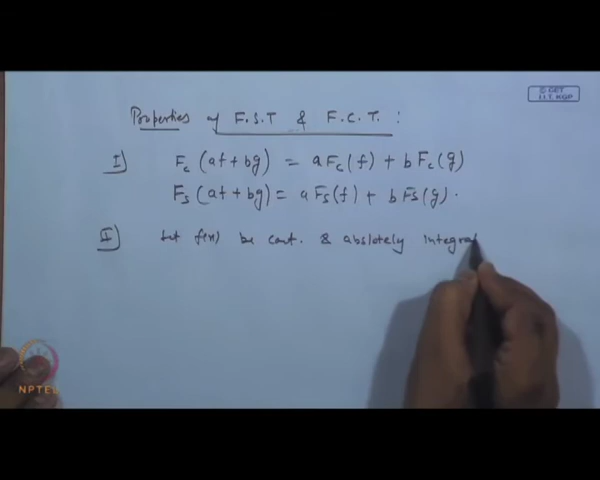 © CET
I.I.T. KGP
Properties of F.S.T & F.C.T. :
I) Fc (af + bg) = a Fc (f) + b Fc (g)
Fs (af + bg) = a Fs (f) + b Fs (g) .
II) Let f(x) be cont. & absolutely integra
NPTEL